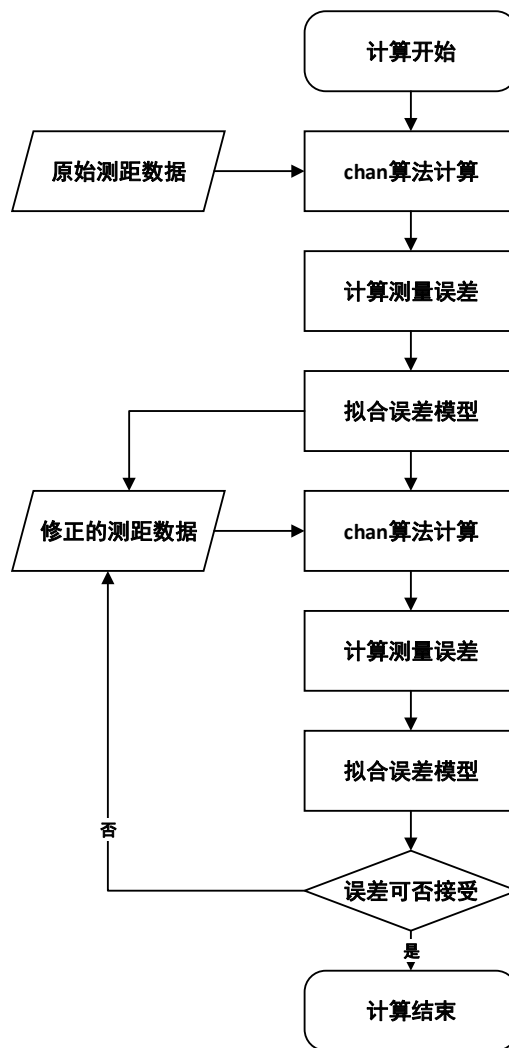 计算开始
原始测距数据
chan算法计算
计算测量误差
拟合误差模型
修正的测距数据
chan算法计算
计算测量误差
拟合误差模型
否
误差可否接受
是
计算结束